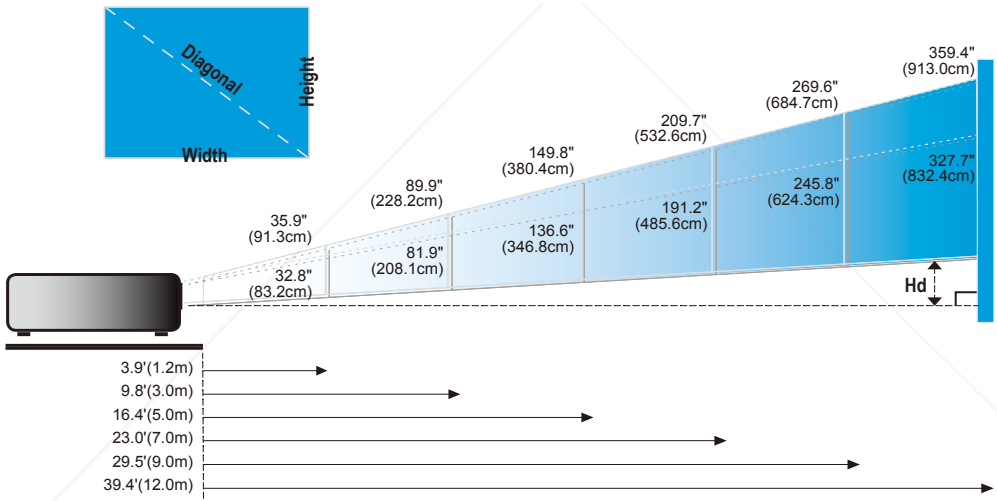 Diagonal
Height
Width
35.9"
(91.3cm)
89.9"
(228.2cm)
149.8"
(380.4cm)
209.7"
(532.6cm)
269.6"
(684.7cm)
359.4"
(913.0cm)
32.8"
(83.2cm)
81.9"
(208.1cm)
136.6"
(346.8cm)
191.2"
(485.6cm)
245.8"
(624.3cm)
327.7"
(832.4cm)
Hd
3.9'(1.2m)
9.8'(3.0m)
16.4'(5.0m)
23.0'(7.0m)
29.5'(9.0m)
39.4'(12.0m)